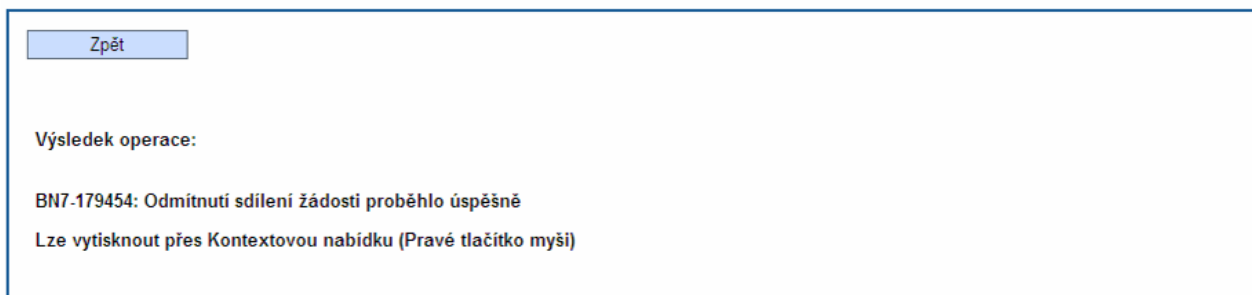 Zpět
Výsledek operace:
BN7-179454: Odmítnutí sdílení žádosti proběhlo úspěšně
Lze vytisknout přes Kontextovou nabídku (Pravé tlačítko myši)